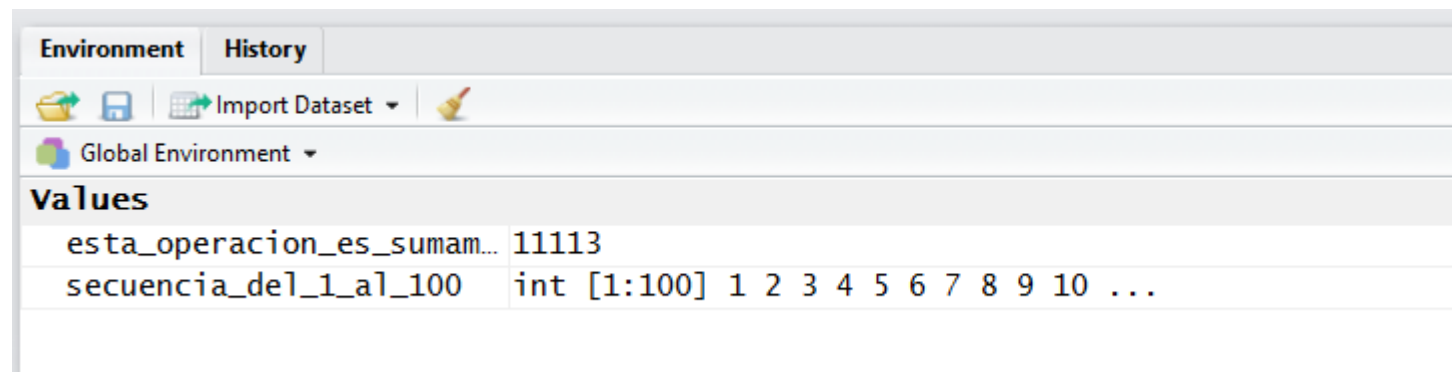 Environment History
Import Dataset
Global Environment
Values
esta_operacion_es_sumam... 11113
secuencia_del_1_al_100 int [1:100] 1 2 3 4 5 6 7 8 9 10 ...